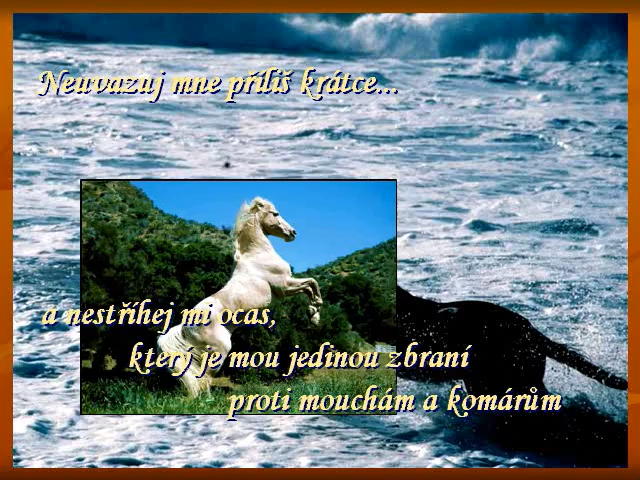 Neuvazuj mne příliš krátce...
a nestříhej mi ocas,
který je mou jedinou zbraní
proti mouchám a komárům